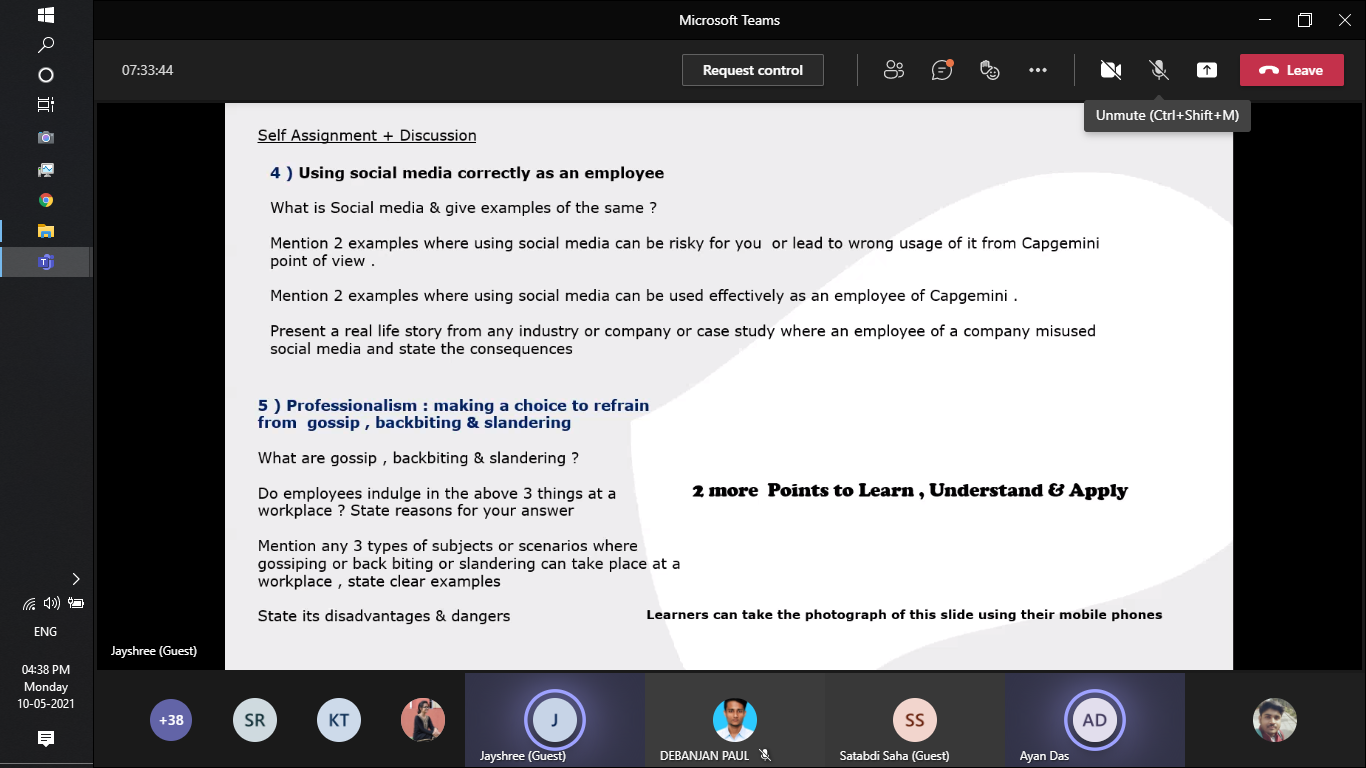 Microsoft Teams
07:33:44
Request control
Leave
Unmute (Ctrl+Shift+M)
Self Assignment + Discussion
4 ) Using social media correctly as an employee
What is Social media & give examples of the same ?
Mention 2 examples where using social media can be risky for you or lead to wrong usage of it from Capgemini
point of view .
Mention 2 examples where using social media can be used effectively as an employee of Capgemini .
Present a real life story from any industry or company or case study where an employee of a company misused
social media and state the consequences
5 ) Professionalism : making a choice to refrain
from gossip , backbiting & slandering
What are gossip , backbiting & slandering ?
Do employees indulge in the above 3 things at a
workplace ? State reasons for your answer
Mention any 3 types of subjects or scenarios where
gossiping or back biting or slandering can take place at a
workplace , state clear examples
State its disadvantages & dangers
2 more Points to Learn , Understand & Apply
Learners can take the photograph of this slide using their mobile phones
Jayshree (Guest)
ENG
04:38 PM
Monday
10-05-2021
+38
SR
KT
J
Jayshree (Guest)
DEBANJAN PAUL
SS
Satabdi Saha (Guest)
AD
Ayan Das
T